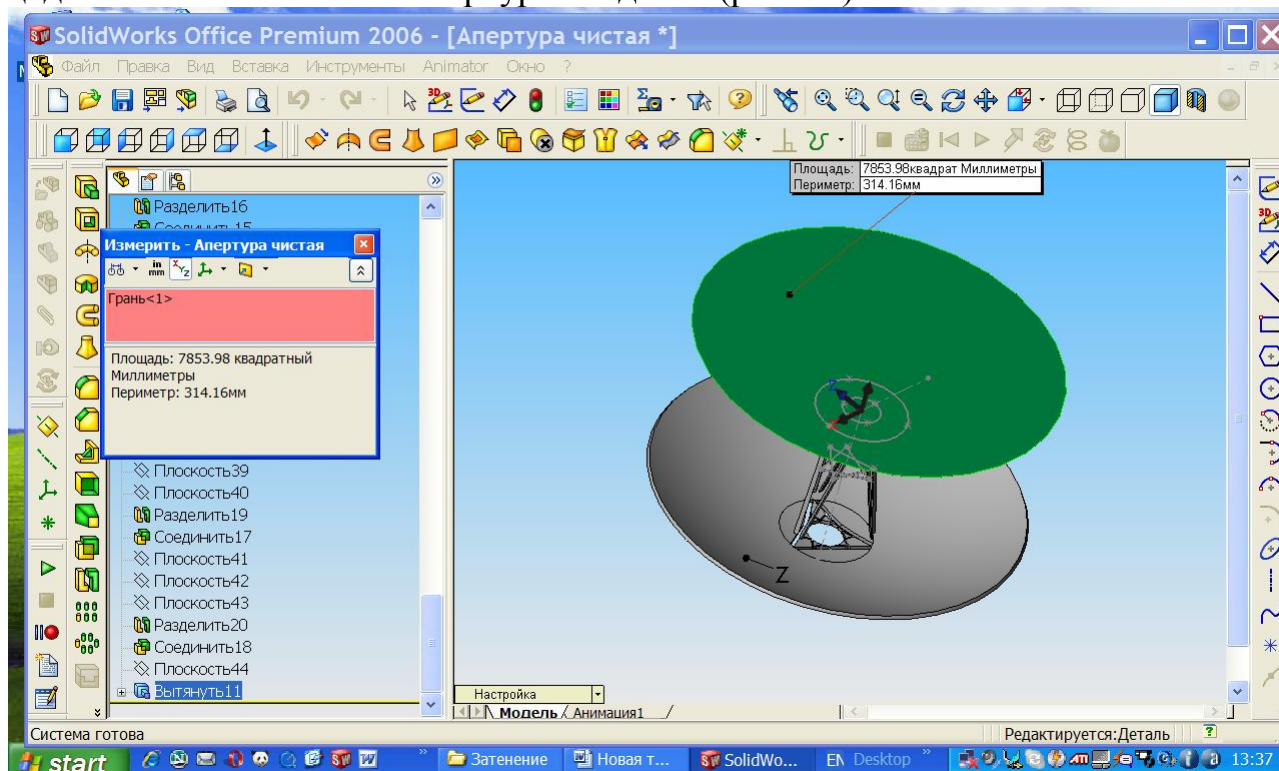 SolidWorks Office Premium 2006 - [Апертура чистая *]
Файл Правка Вид Вставка Инструменты Animator Окно ?
Площадь: 7853.98квадрат Миллиметры
Периметр: 314.16мм
Разделить16
Соединить15
Измерить - Апертура чистая
in
mm
Грань<1>
Площадь: 7853.98 квадратный
Миллиметры
Периметр: 314.16мм
Плоскость39
Плоскость40
Разделить19
Соединить17
Плоскость41
Плоскость42
Плоскость43
Разделить20
Соединить18
Плоскость44
Вытянуть11
Z
Z
Настройка
Модель Анимация1
Система готова
Редактируется:Деталь
start
Затенение
Новая т...
SolidWo...
EN
Desktop
13:37